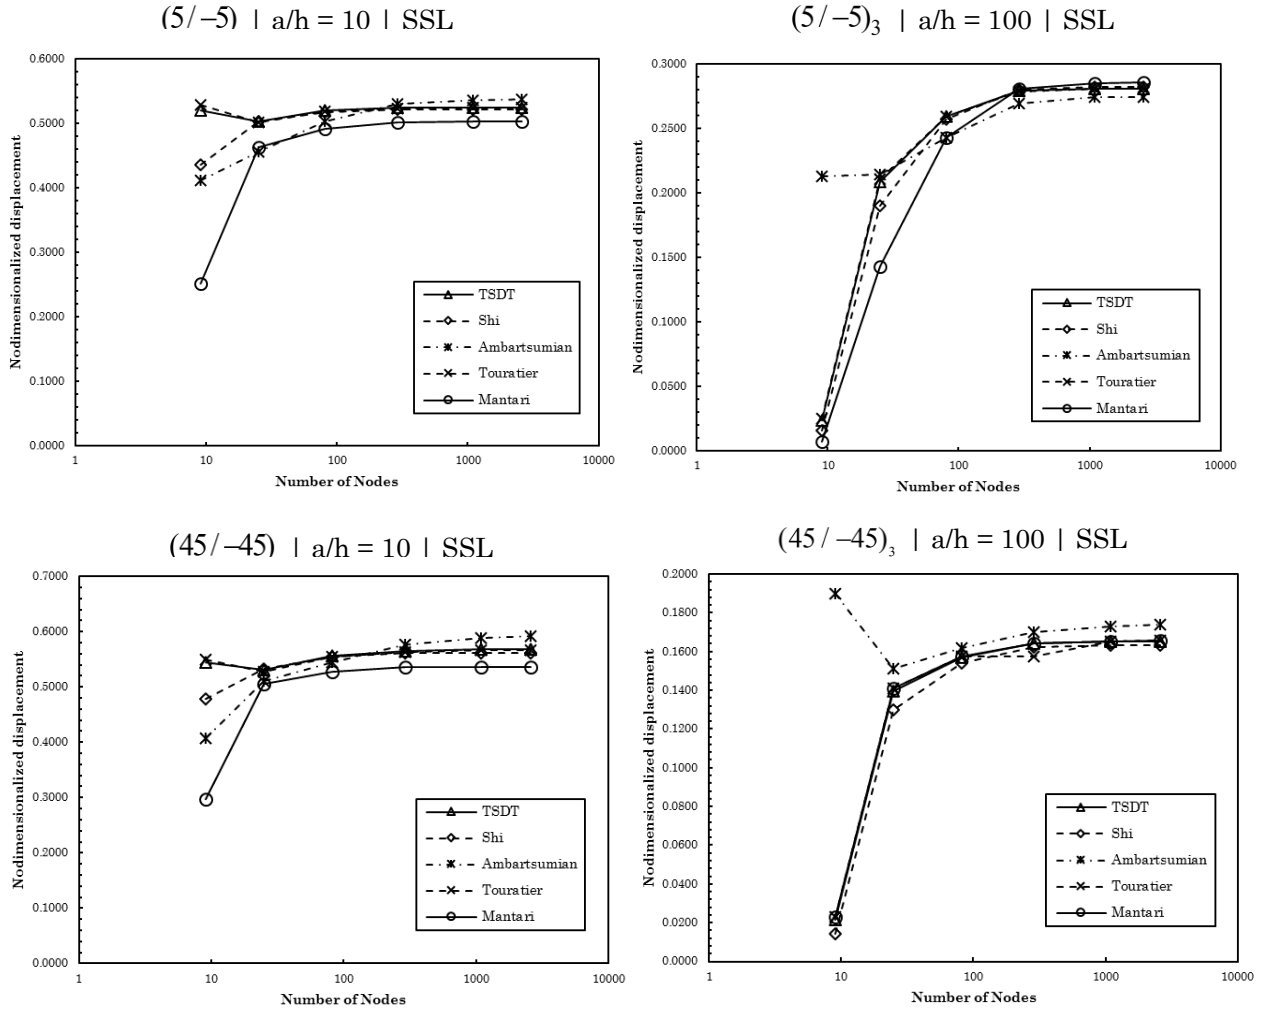 (5/−5) | a/h = 10 | SSL
0.6000
0.5000
0.4000
0.3000
0.2000
0.1000
0.0000
Nodimensionalized displacement
1 10 100 1000 10000
Number of Nodes
TSDT
Shi
Ambartsumian
Touratier
Mantari
(5/−5)₃ | a/h = 100 | SSL
0.3000
0.2500
0.2000
0.1500
0.1000
0.0500
0.0000
Nodimensionalized displacement
1 10 100 1000 10000
Number of Nodes
TSDT
Shi
Ambartsumian
Touratier
Mantari
(45/−45) | a/h = 10 | SSL
0.7000
0.6000
0.5000
0.4000
0.3000
0.2000
0.1000
0.0000
Nodimensionalized displacement
1 10 100 1000 10000
Number of Nodes
TSDT
Shi
Ambartsumian
Touratier
Mantari
(45/−45)₃ | a/h = 100 | SSL
0.2000
0.1800
0.1600
0.1400
0.1200
0.1000
0.0800
0.0600
0.0400
0.0200
0.0000
Nodimensionalized displacement
1 10 100 1000 10000
Number of Nodes
TSDT
Shi
Ambartsumian
Touratier
Mantari